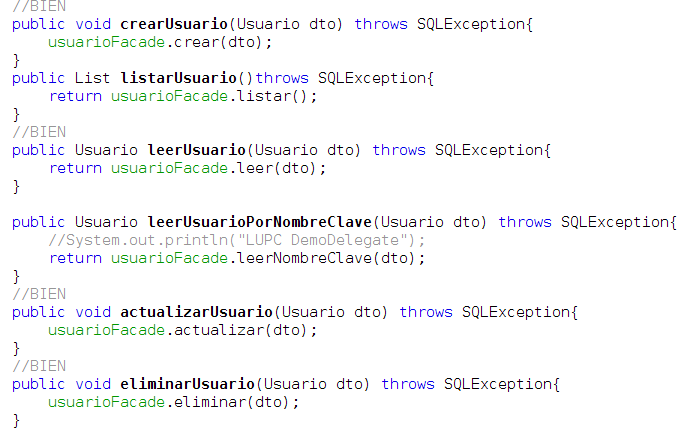 //BIEN
public void crearUsuario(Usuario dto) throws SQLException{
    usuarioFacade.crear(dto);
}
public List listarUsuario()throws SQLException{
    return usuarioFacade.listar();
}
//BIEN
public Usuario leerUsuario(Usuario dto) throws SQLException{
    return usuarioFacade.leer(dto);
}

public Usuario leerUsuarioPorNombreClave(Usuario dto) throws SQLException{
    //System.out.println("LUPC DemoDelegate");
    return usuarioFacade.leerNombreClave(dto);
}
//BIEN
public void actualizarUsuario(Usuario dto) throws SQLException{
    usuarioFacade.actualizar(dto);
}
//BIEN
public void eliminarUsuario(Usuario dto) throws SQLException{
    usuarioFacade.eliminar(dto);
}